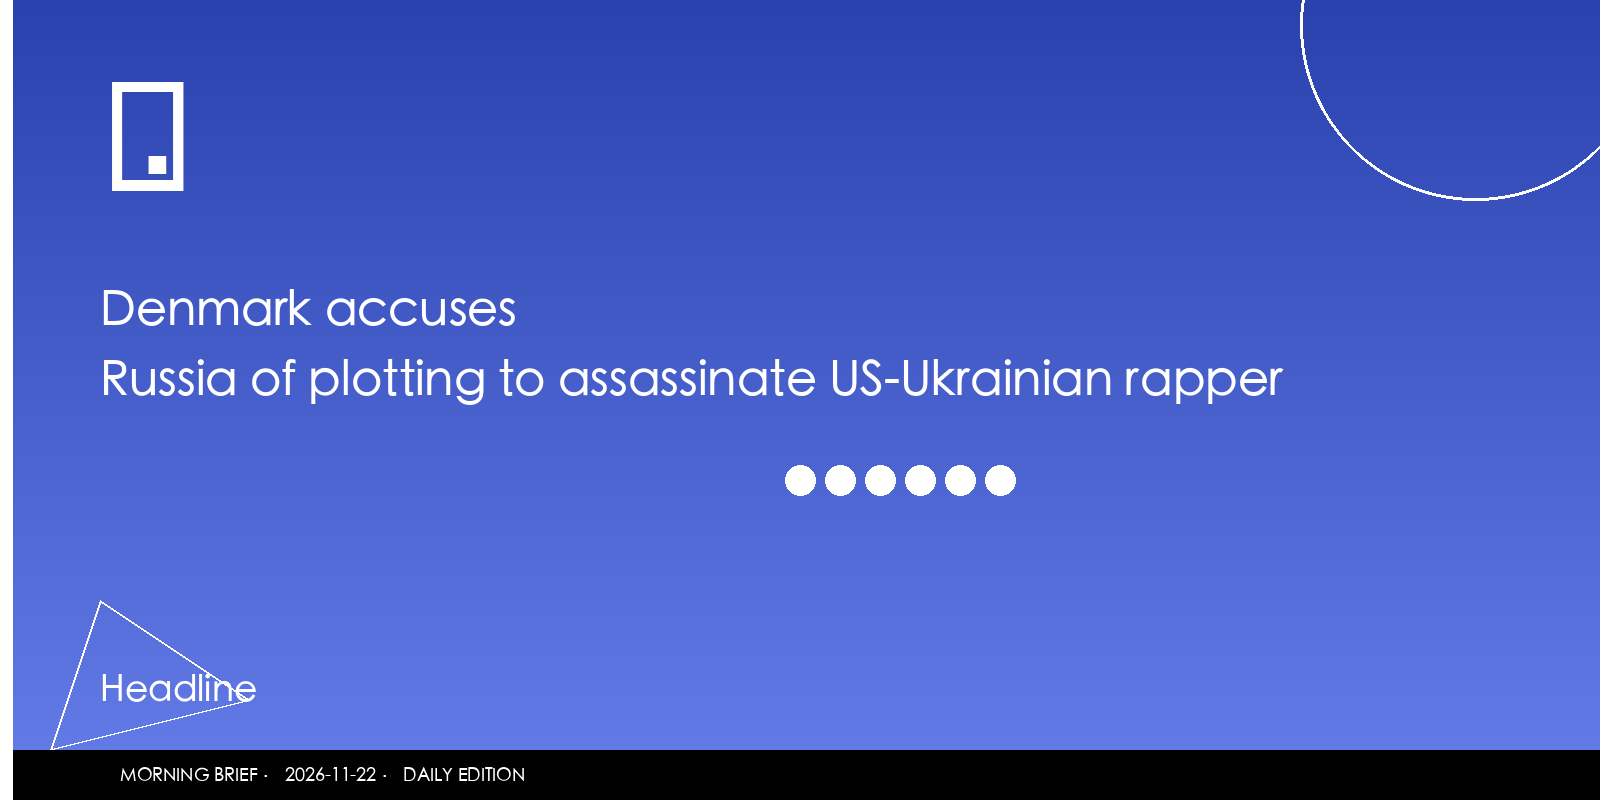 Denmark accuses
Russia of plotting to assassinate US-Ukrainian rapper
Headline
MORNING BRIEF · 2026-11-22 · DAILY EDITION